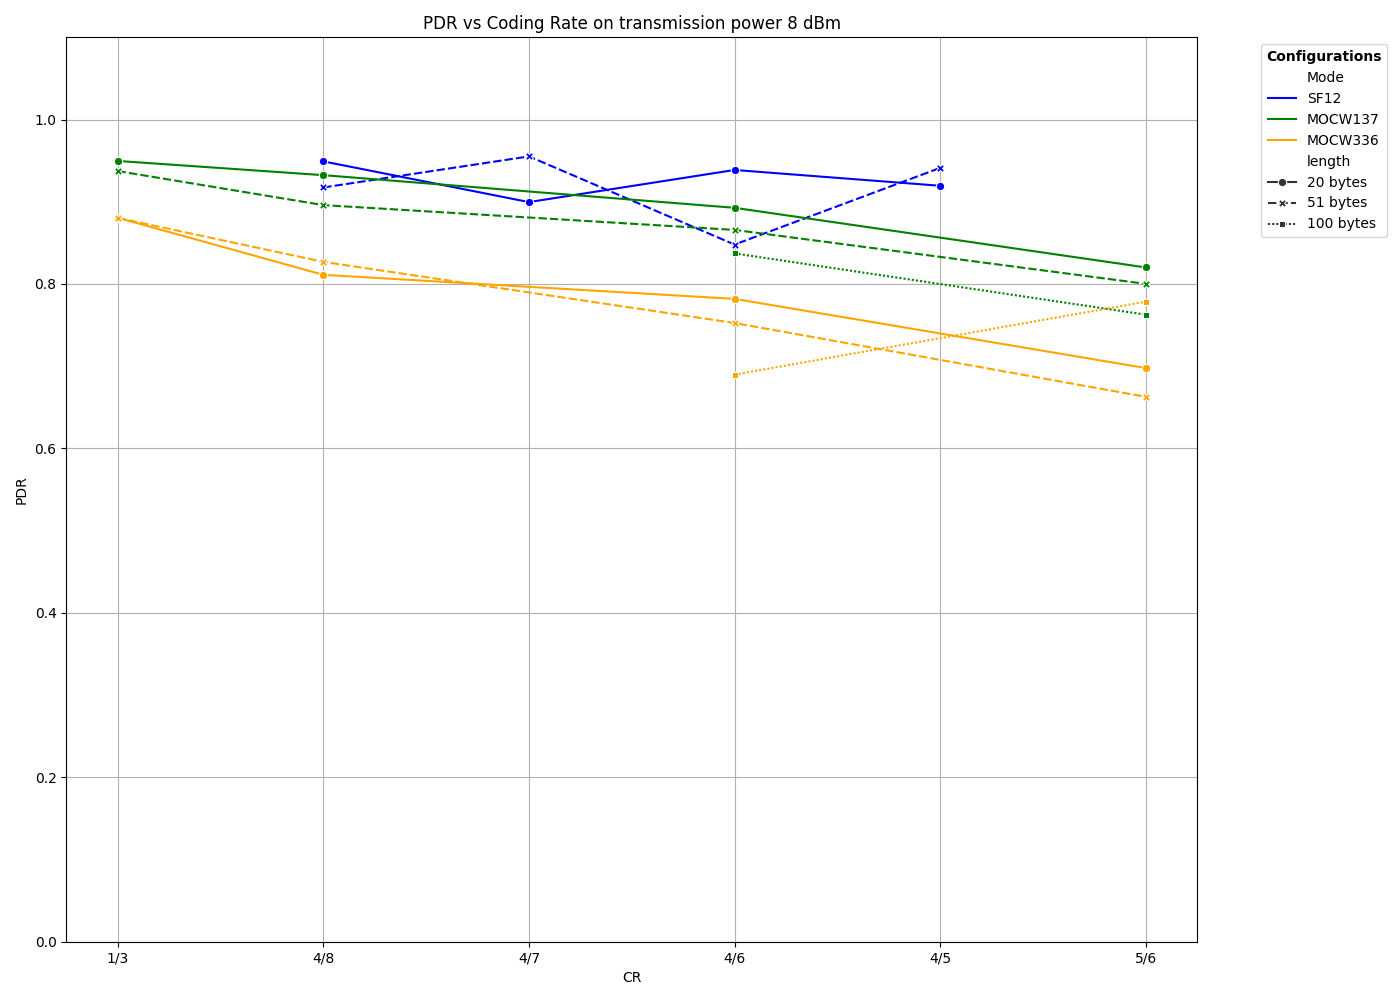 PDR vs Coding Rate on transmission power 8 dBm
Configurations
Mode
SF12
MOCW137
MOCW336
length
20 bytes
51 bytes
100 bytes
1.0
0.8
0.6
0.4
0.2
0.0
PDR
1/3 4/8 4/7 4/6 4/5 5/6
CR